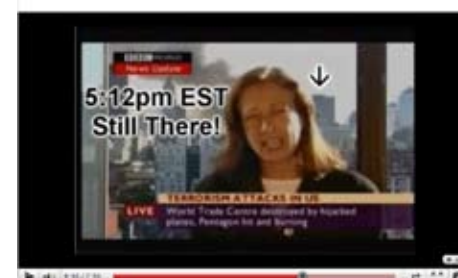 BBC WORLD
News Update
5:12pm EST
Still There!
TERRORISM ATTACKS IN US
LIVE
World Trade Centre destroyed by hijacked
planes, Pentagon hit and Burning